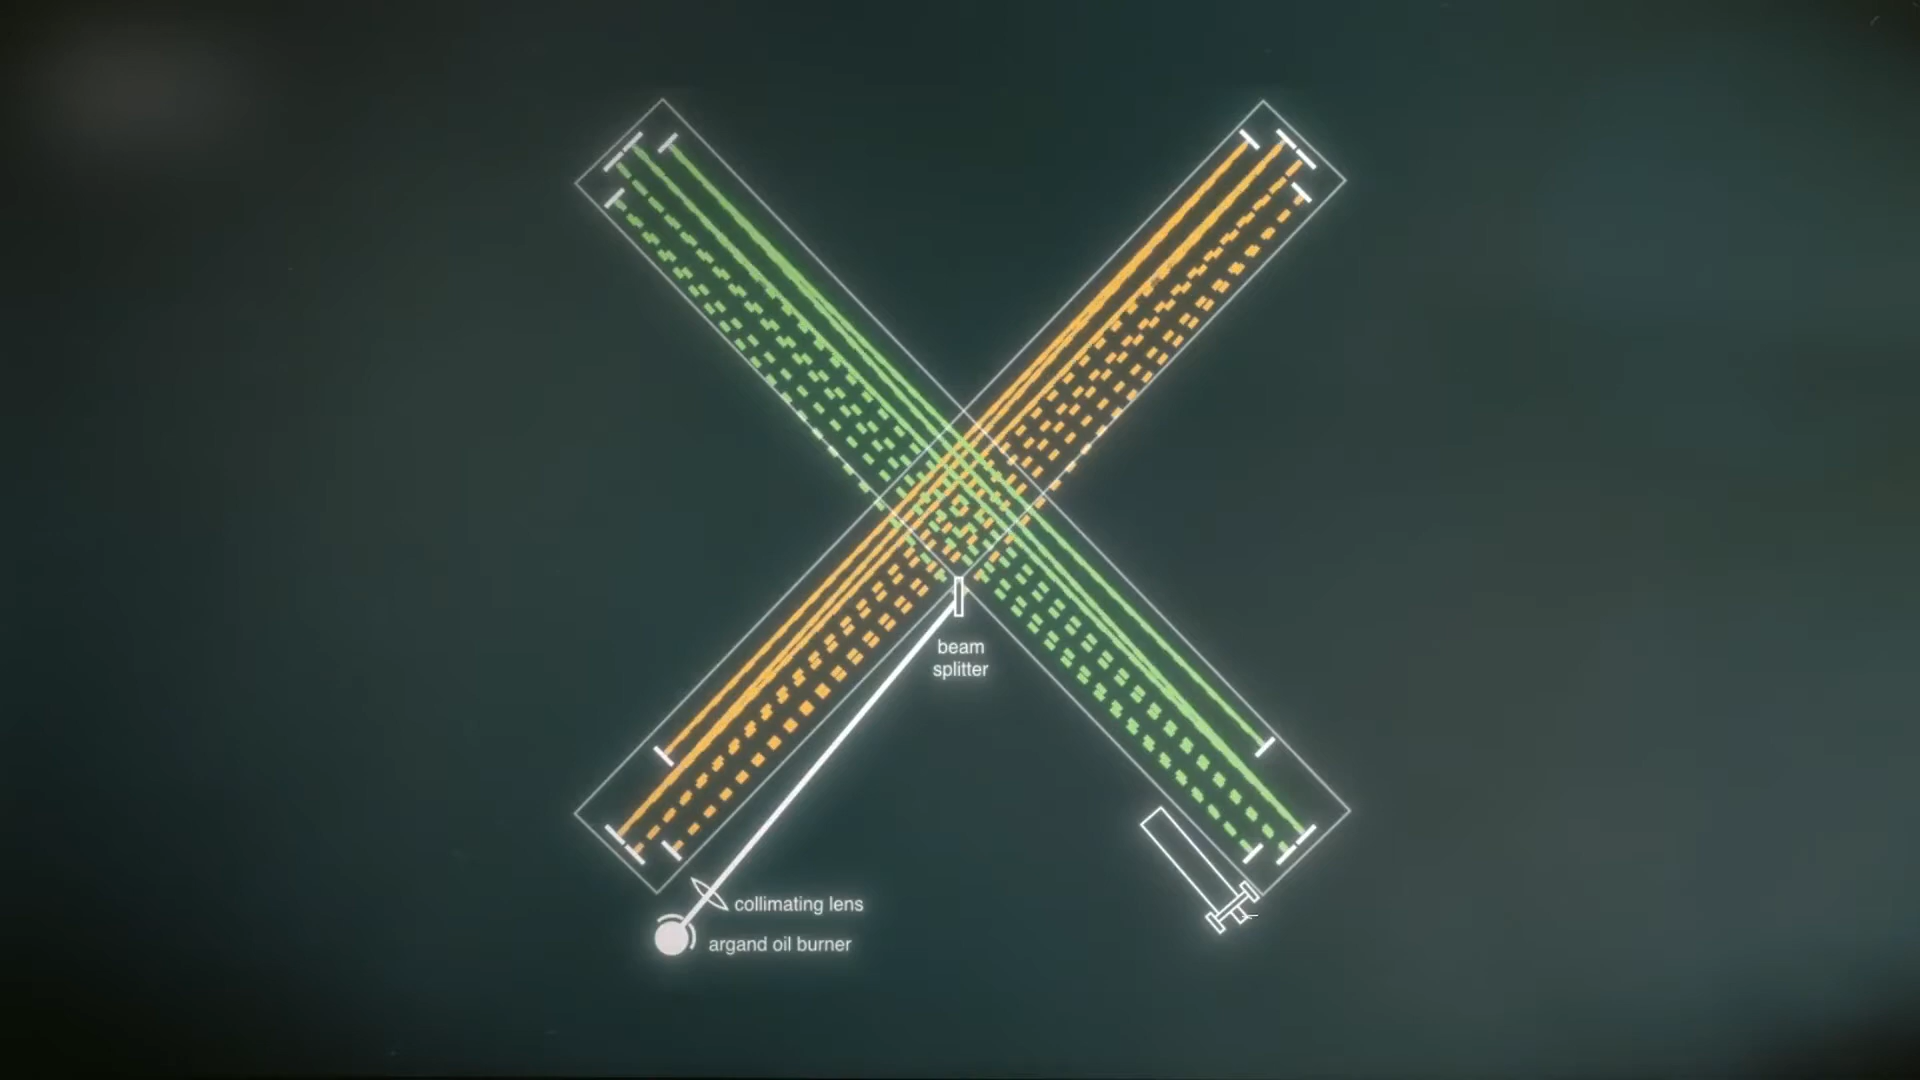 beam
splitter
collimating lens
argand oil burner